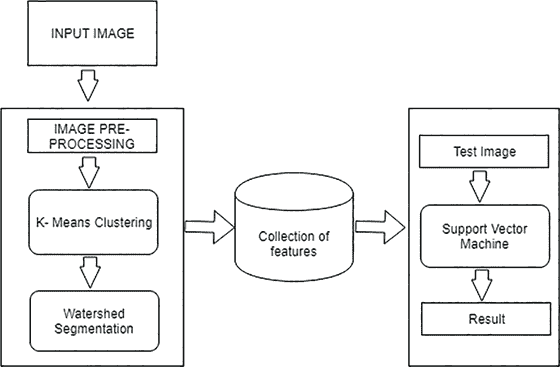 INPUT IMAGE
IMAGE PRE-
PROCESSING
K- Means Clustering
Watershed
Segmentation
Collection of
features
Test Image
Support Vector
Machine
Result